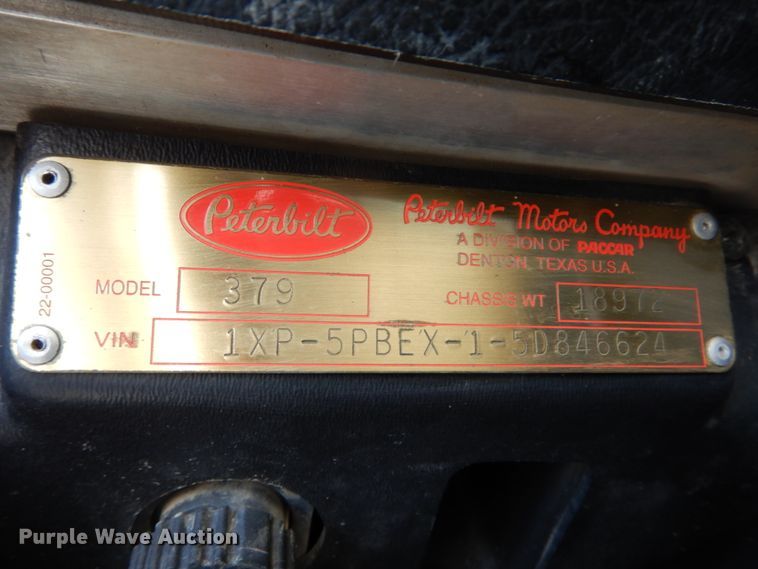 Peterbilt
Peterbilt Motors Company
A DIVISION OF PACCAR
DENTON, TEXAS U.S.A.
22-00001
MODEL 379
CHASSIS WT 18972
VIN 1XP-5PBEX-1-5D846624
Purple Wave Auction